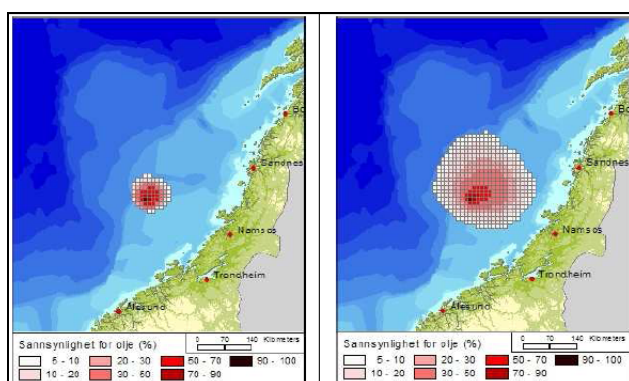 Bo
Sandnes
Namsos
Trondheim
Ålesund
Sannsynlighet for olje (%)
0 70 140 Kilometers
5 - 10
20 - 30
50 - 70
90 - 100
10 - 20
30 - 50
70 - 90
Bo
Sandnes
Namsos
Trondheim
Ålesund
Sannsynlighet for olje (%)
0 70 140 Kilometers
5 - 10
20 - 30
50 - 70
90 - 100
10 - 20
30 - 50
70 - 90